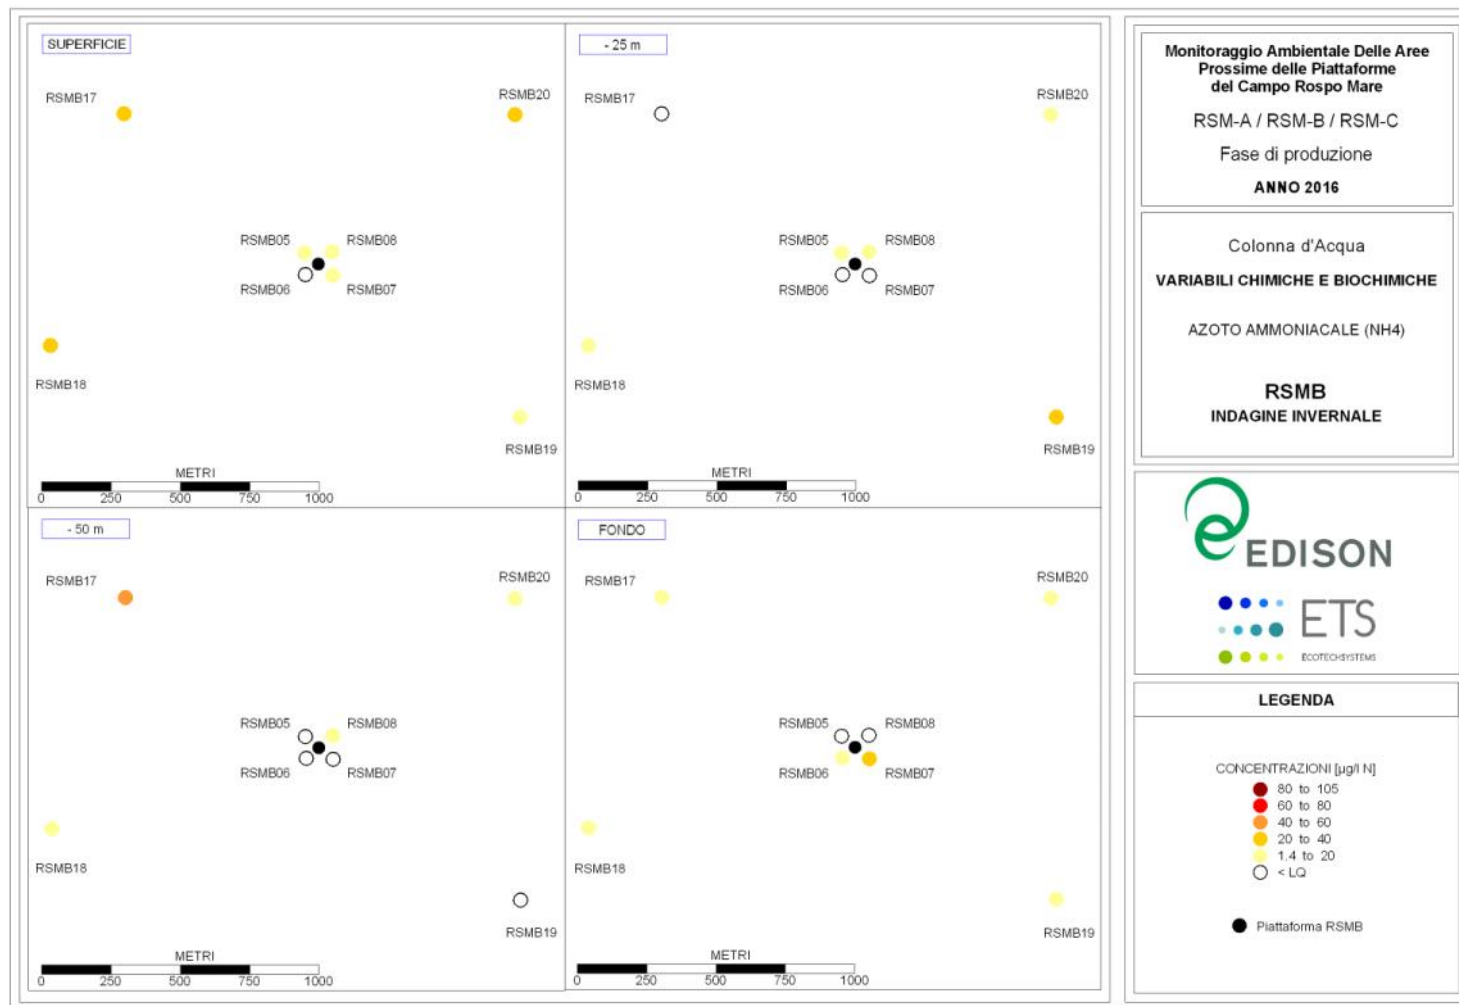 SUPERFICIE
RSMB17
RSMB20
RSMB05
RSMB08
RSMB06
RSMB07
RSMB18
RSMB19
METRI
0 250 500 750 1000
- 25 m
RSMB17
RSMB20
RSMB05
RSMB08
RSMB06
RSMB07
RSMB18
RSMB19
METRI
0 250 500 750 1000
- 50 m
RSMB17
RSMB20
RSMB05
RSMB08
RSMB06
RSMB07
RSMB18
RSMB19
METRI
0 250 500 750 1000
FONDO
RSMB17
RSMB20
RSMB05
RSMB08
RSMB06
RSMB07
RSMB18
RSMB19
METRI
0 250 500 750 1000
Monitoraggio Ambientale Delle Aree
Prossime delle Piattaforme
del Campo Rospo Mare
RSM-A / RSM-B / RSM-C
Fase di produzione
ANNO 2016
Colonna d'Acqua
VARIABILI CHIMICHE E BIOCHIMICHE
AZOTO AMMONIACALE (NH4)
RSMB
INDAGINE INVERNALE
EDISON
ETS
ECOTECHSYSTEMS
LEGENDA
CONCENTRAZIONI [µg/l N]
80 to 105
60 to 80
40 to 60
20 to 40
1.4 to 20
< LQ
Piattaforma RSMB